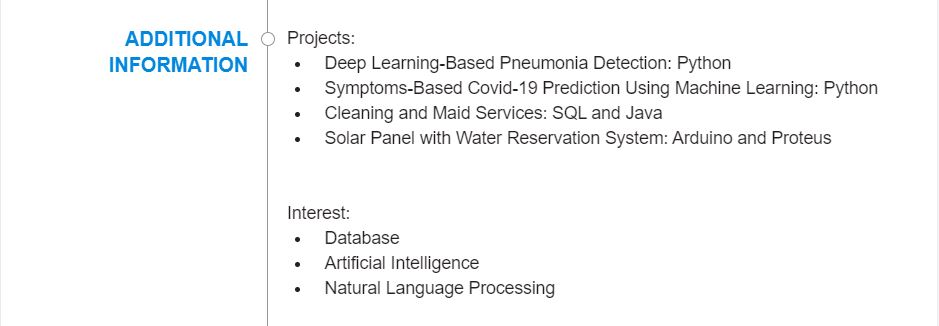 ADDITIONAL
INFORMATION
Projects:
• Deep Learning-Based Pneumonia Detection: Python
• Symptoms-Based Covid-19 Prediction Using Machine Learning: Python
• Cleaning and Maid Services: SQL and Java
• Solar Panel with Water Reservation System: Arduino and Proteus
Interest:
• Database
• Artificial Intelligence
• Natural Language Processing